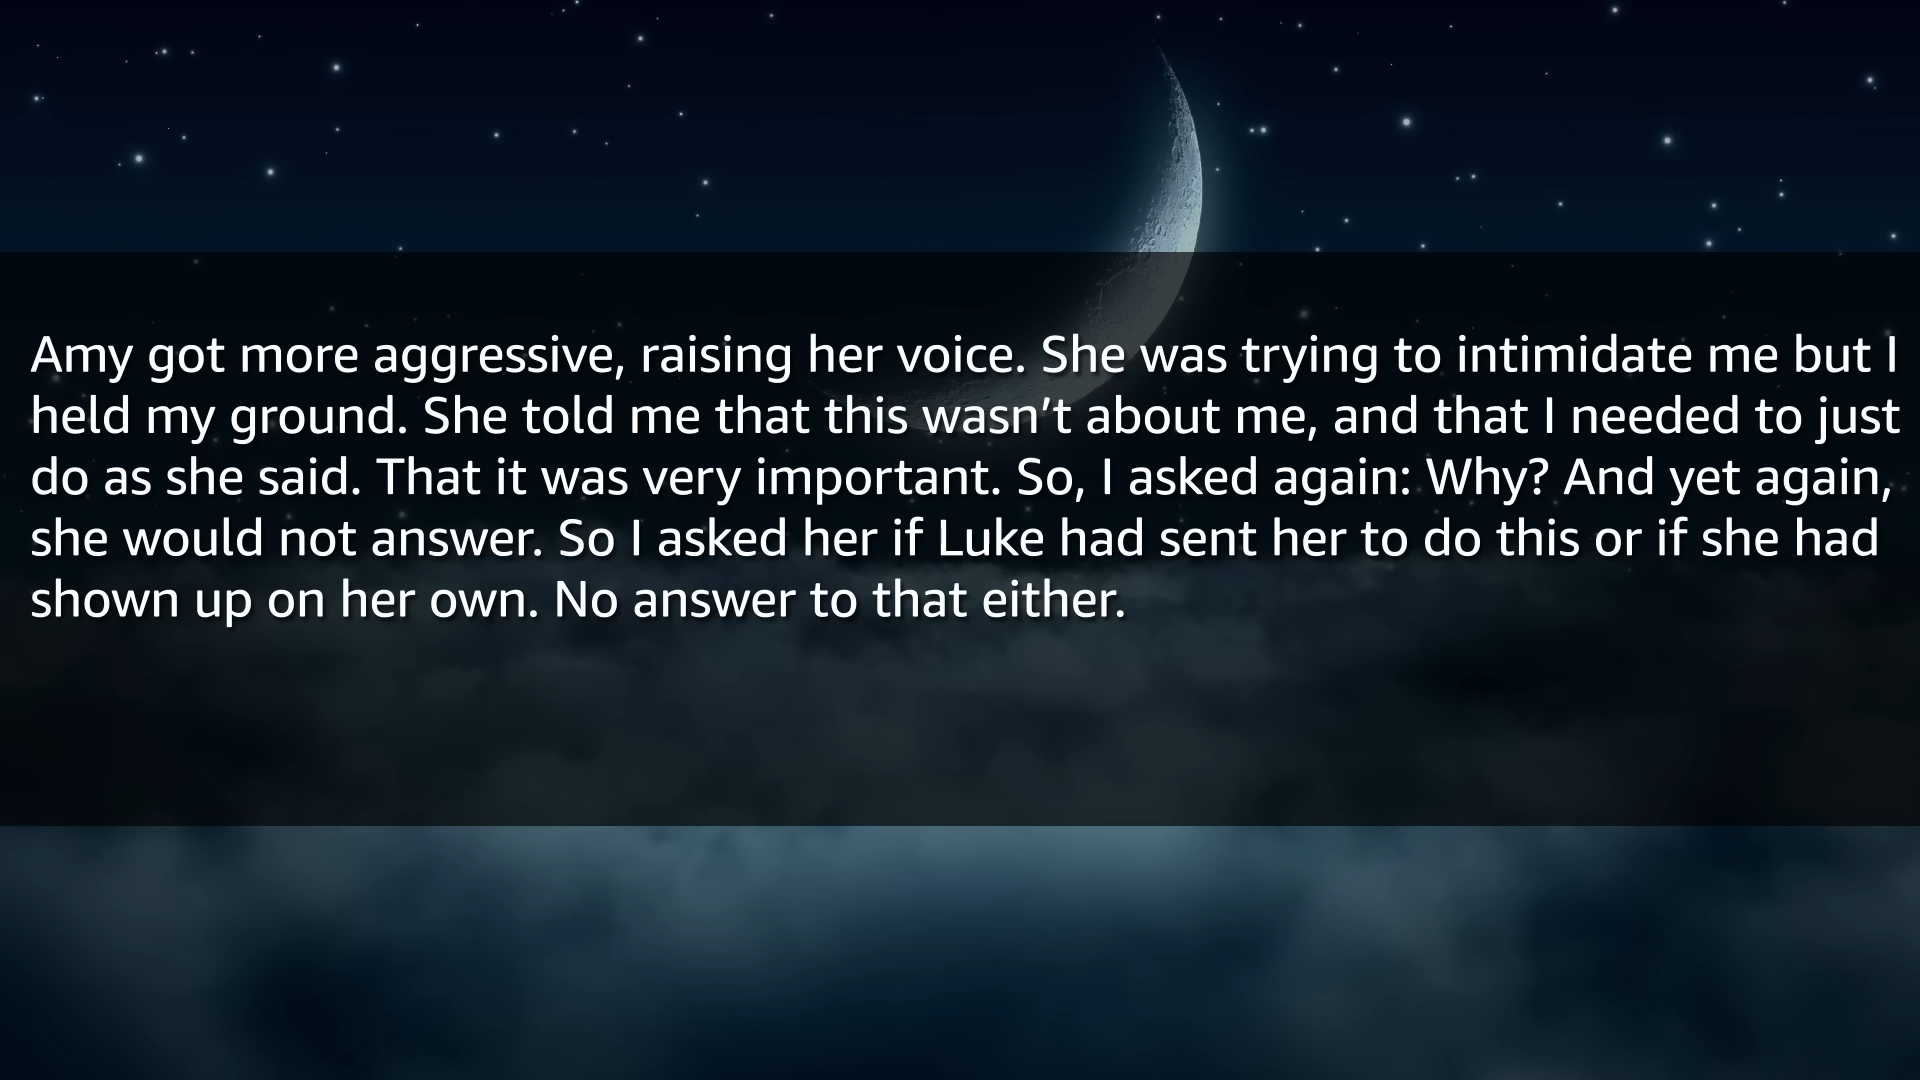 Amy got more aggressive, raising her voice. She was trying to intimidate me but I
held my ground. She told me that this wasn’t about me, and that I needed to just
do as she said. That it was very important. So, I asked again: Why? And yet again,
she would not answer. So I asked her if Luke had sent her to do this or if she had
shown up on her own. No answer to that either.